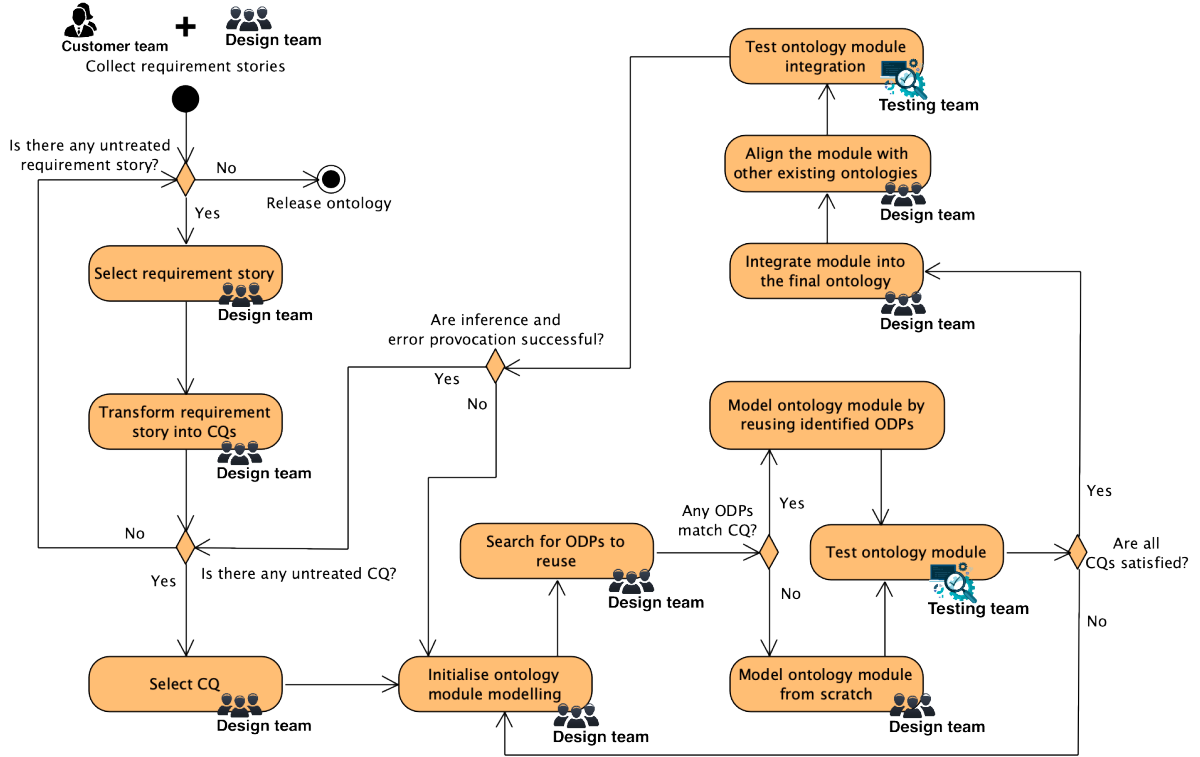 Customer team
+
Design team
Collect requirement stories
Is there any untreated
requirement story?
No
Release ontology
Yes
Select requirement story
Design team
Transform requirement
story into CQs
Design team
No
Is there any untreated CQ?
Yes
Select CQ
Design team
Test ontology module
integration
Testing team
Align the module with
other existing ontologies
Design team
Integrate module into
the final ontology
Design team
Are inference and
error provocation successful?
Yes
No
Model ontology module by
reusing identified ODPs
Search for ODPs to
reuse
Design team
Any ODPs
match CQ?
Yes
No
Test ontology module
Testing team
Yes
Are all
CQs satisfied?
No
Initialise ontology
module modelling
Design team
Model ontology module
from scratch
Design team